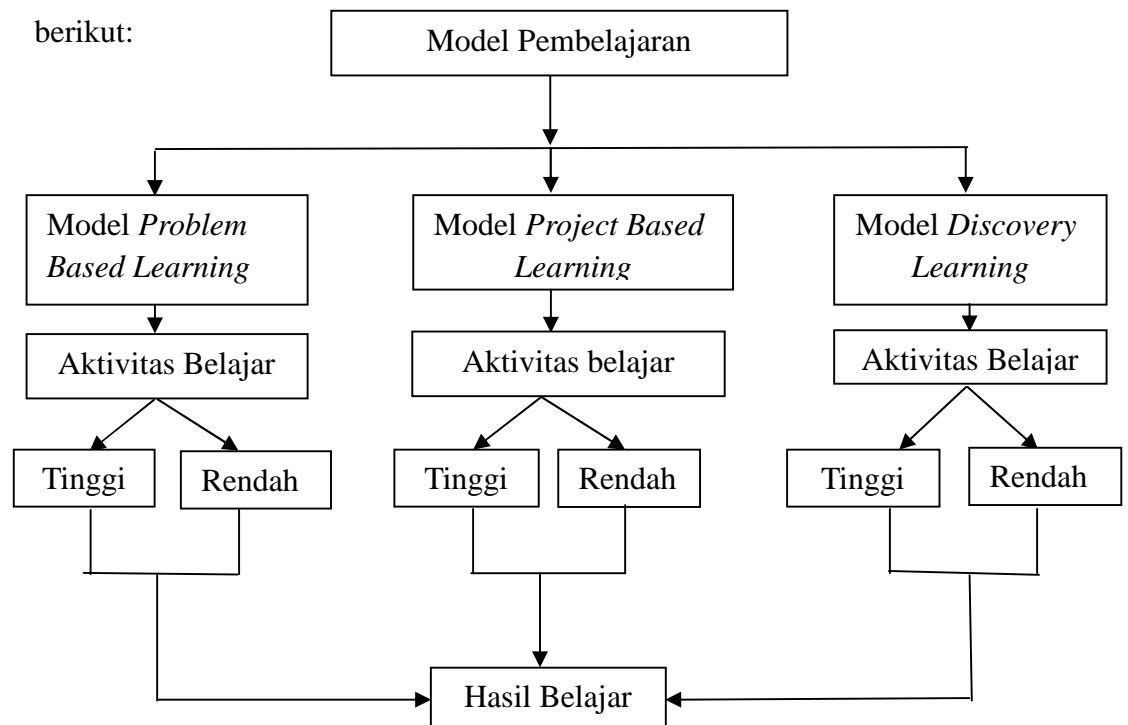 berikut:
Model Pembelajaran
Model Problem
Based Learning
Model Project Based
Learning
Model Discovery
Learning
Aktivitas Belajar
Aktivitas belajar
Aktivitas Belajar
Tinggi
Rendah
Tinggi
Rendah
Tinggi
Rendah
Hasil Belajar